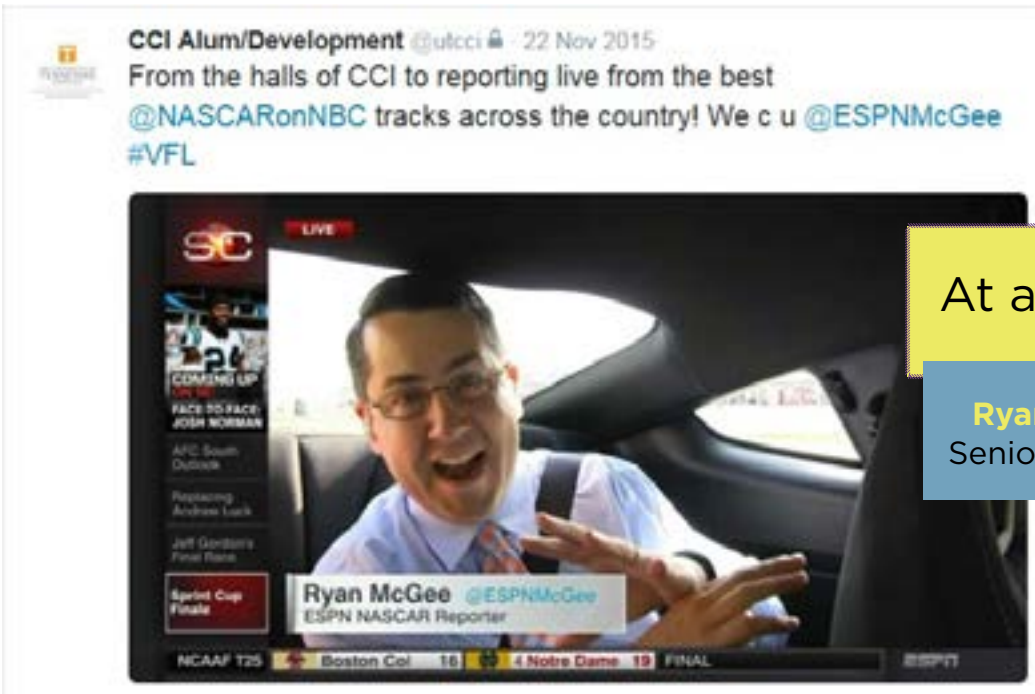 CCI Alum/Development @utcci 22 Nov 2015
From the halls of CCI to reporting live from the best
@NASCARonNBC tracks across the country! We c u @ESPNMcGee
#VFL
SC
LIVE
24
COMING UP
FACE-TO-FACE:
JOSH NORMAN
AFC South
Outlook
Replacing
Andrew Luck
Jeff Gordon's
Final Race
Sprint Cup
Finale
Ryan McGee @ESPNMcGee
ESPN NASCAR Reporter
NCAAF T25 Boston Col 16 4 Notre Dame 19 FINAL ESPN
At a
Rya
Senio